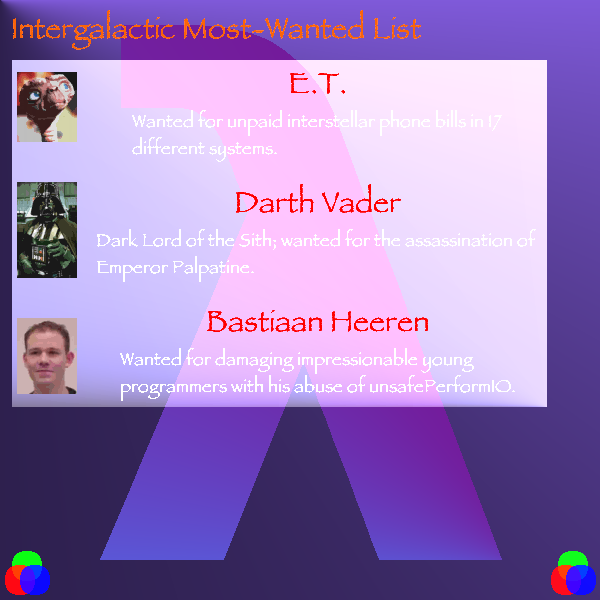 Intergalactic Most-Wanted List
E.T.
Wanted for unpaid interstellar phone bills in 17
different systems.
Darth Vader
Dark Lord of the Sith; wanted for the assassination of
Emperor Palpatine.
Bastiaan Heeren
Wanted for damaging impressionable young
programmers with his abuse of unsafePerformIO.